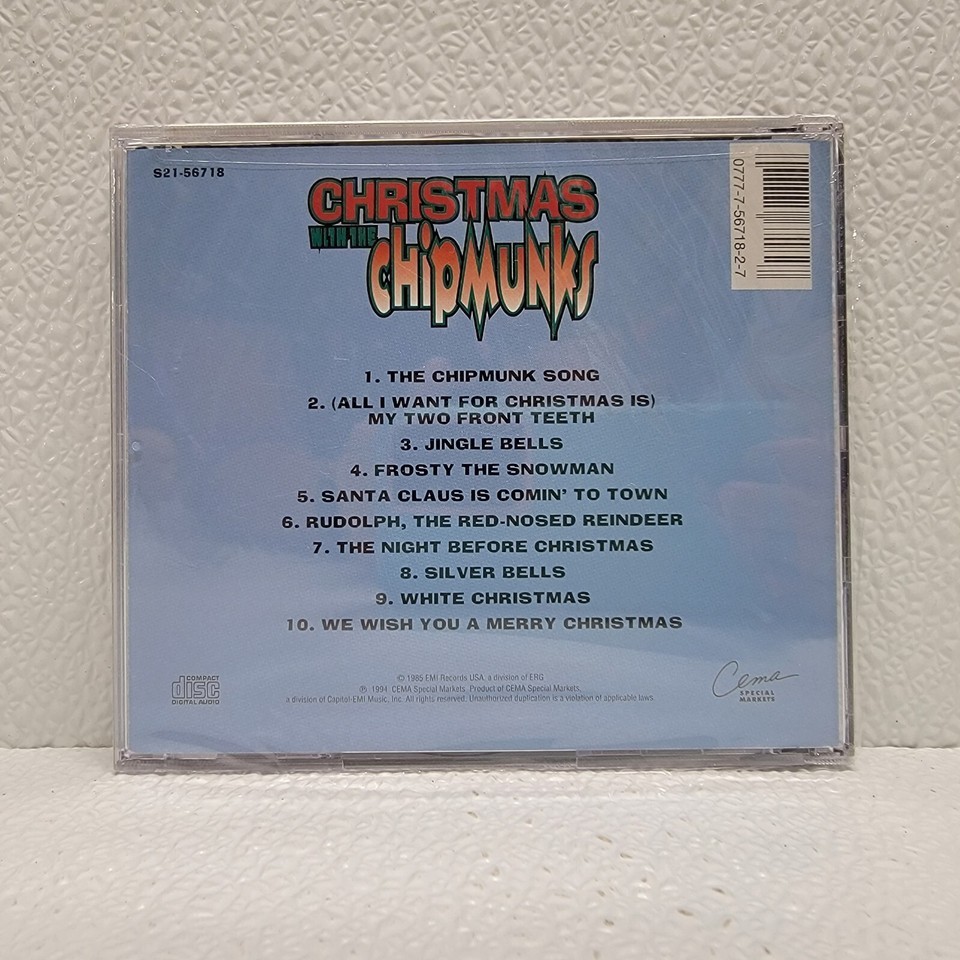 S21-56718
0777-7-56718-2-7
CHRISTMAS
WITH THE
CHIPMUNKS
1. THE CHIPMUNK SONG
2. (ALL I WANT FOR CHRISTMAS IS)
MY TWO FRONT TEETH
3. JINGLE BELLS
4. FROSTY THE SNOWMAN
5. SANTA CLAUS IS COMIN' TO TOWN
6. RUDOLPH, THE RED-NOSED REINDEER
7. THE NIGHT BEFORE CHRISTMAS
8. SILVER BELLS
9. WHITE CHRISTMAS
10. WE WISH YOU A MERRY CHRISTMAS
COMPACT
disc
DIGITAL AUDIO
© 1985 EMI Records USA, a division of ERG
℗ 1994 CEMA Special Markets. Product of CEMA Special Markets,
a division of Capitol-EMI Music, Inc. All rights reserved. Unauthorized duplication is a violation of applicable laws.
Cema
SPECIAL
MARKETS